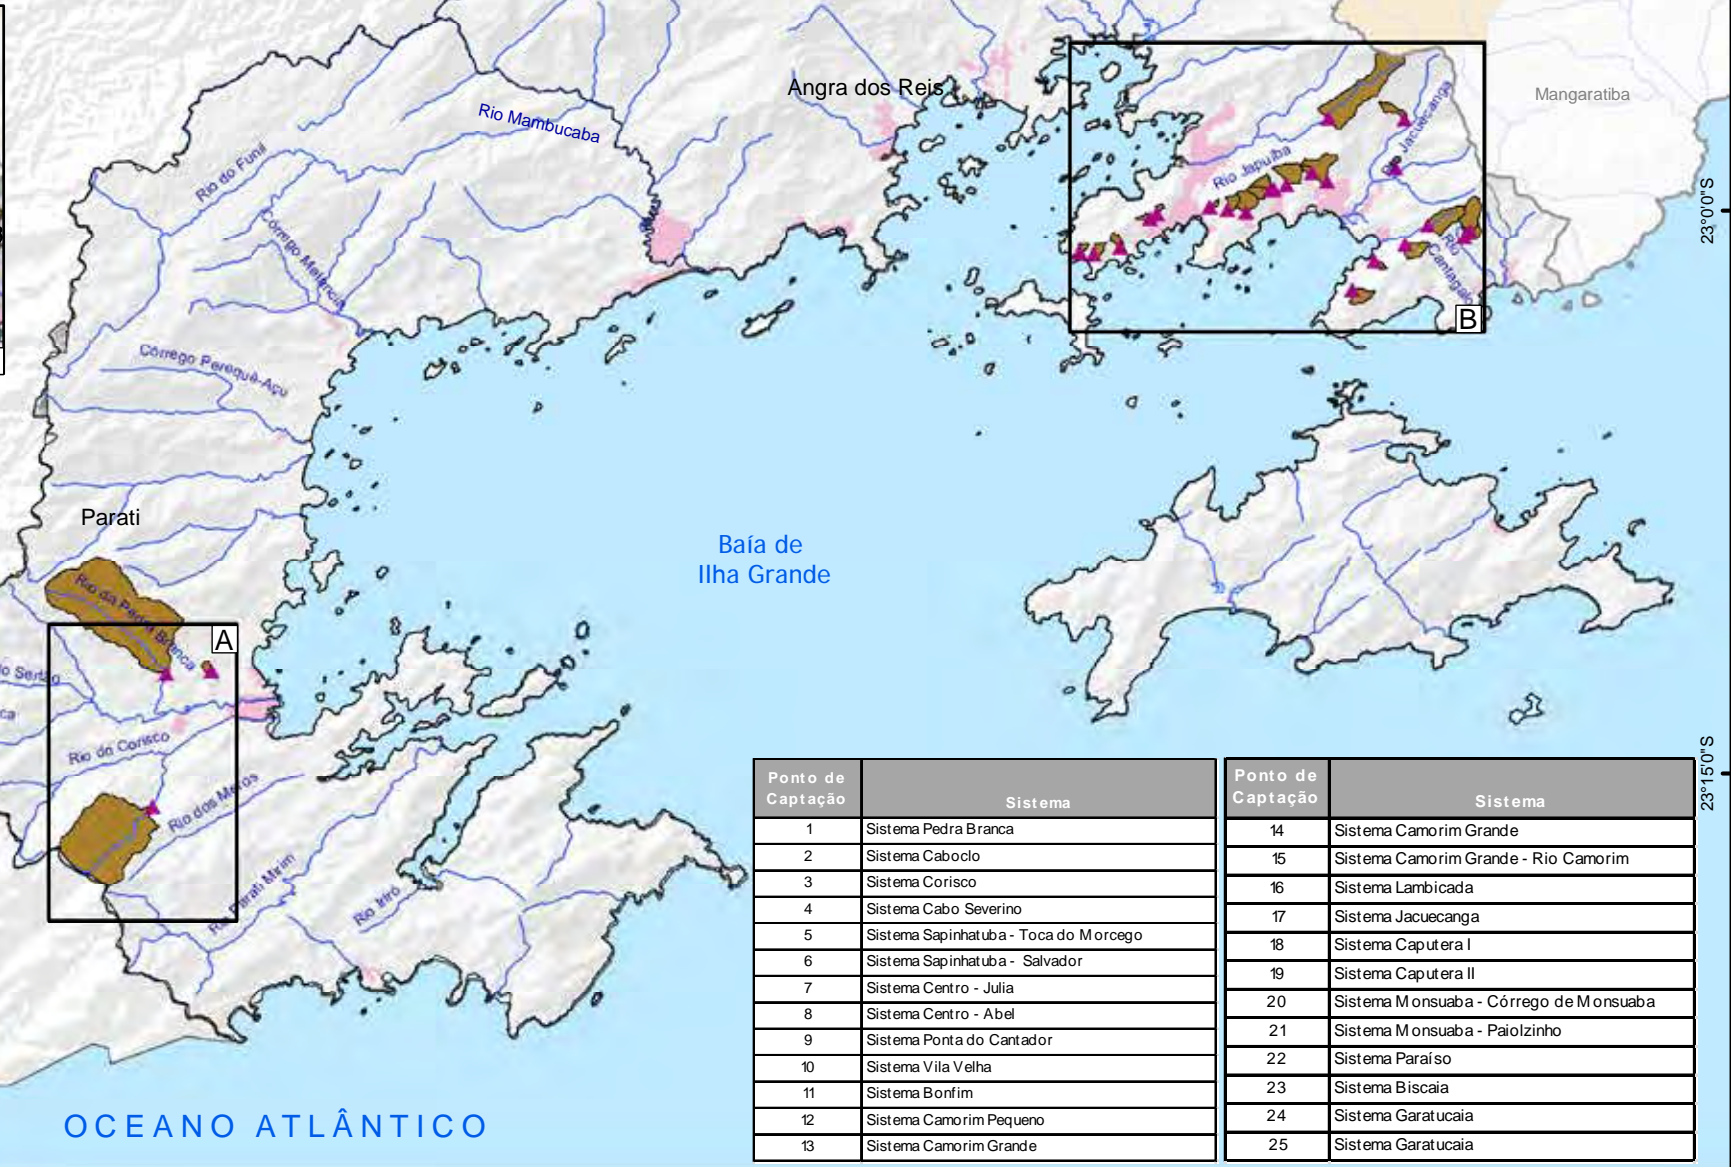 Angra dos Reis
Mangaratiba
Rio Mambucaba
Rio do Funil
Rio Japuíba
Jacuecanga
23°0'0"S
Córrego Melância
Rio Cantagalo
B
Córrego Perequê-Açu
Parati
Baía de
Ilha Grande
Rio da Pedra Branca
A
o Sertão
ca
Rio do Corisco
Rio dos Meros
Rio Parati Mirim
Rio Iriró
23°15'0"S
Ponto de Captação Sistema
1 Sistema Pedra Branca
2 Sistema Caboclo
3 Sistema Corisco
4 Sistema Cabo Severino
5 Sistema Sapinhatuba - Toca do Morcego
6 Sistema Sapinhatuba - Salvador
7 Sistema Centro - Julia
8 Sistema Centro - Abel
9 Sistema Ponta do Cantador
10 Sistema Vila Velha
11 Sistema Bonfim
12 Sistema Camorim Pequeno
13 Sistema Camorim Grande
Ponto de Captação Sistema
14 Sistema Camorim Grande
15 Sistema Camorim Grande - Rio Camorim
16 Sistema Lambicada
17 Sistema Jacuecanga
18 Sistema Caputera I
19 Sistema Caputera II
20 Sistema Monsuaba - Córrego de Monsuaba
21 Sistema Monsuaba - Paiolzinho
22 Sistema Paraíso
23 Sistema Biscaia
24 Sistema Garatucaia
25 Sistema Garatucaia
OCEANO ATLÂNTICO